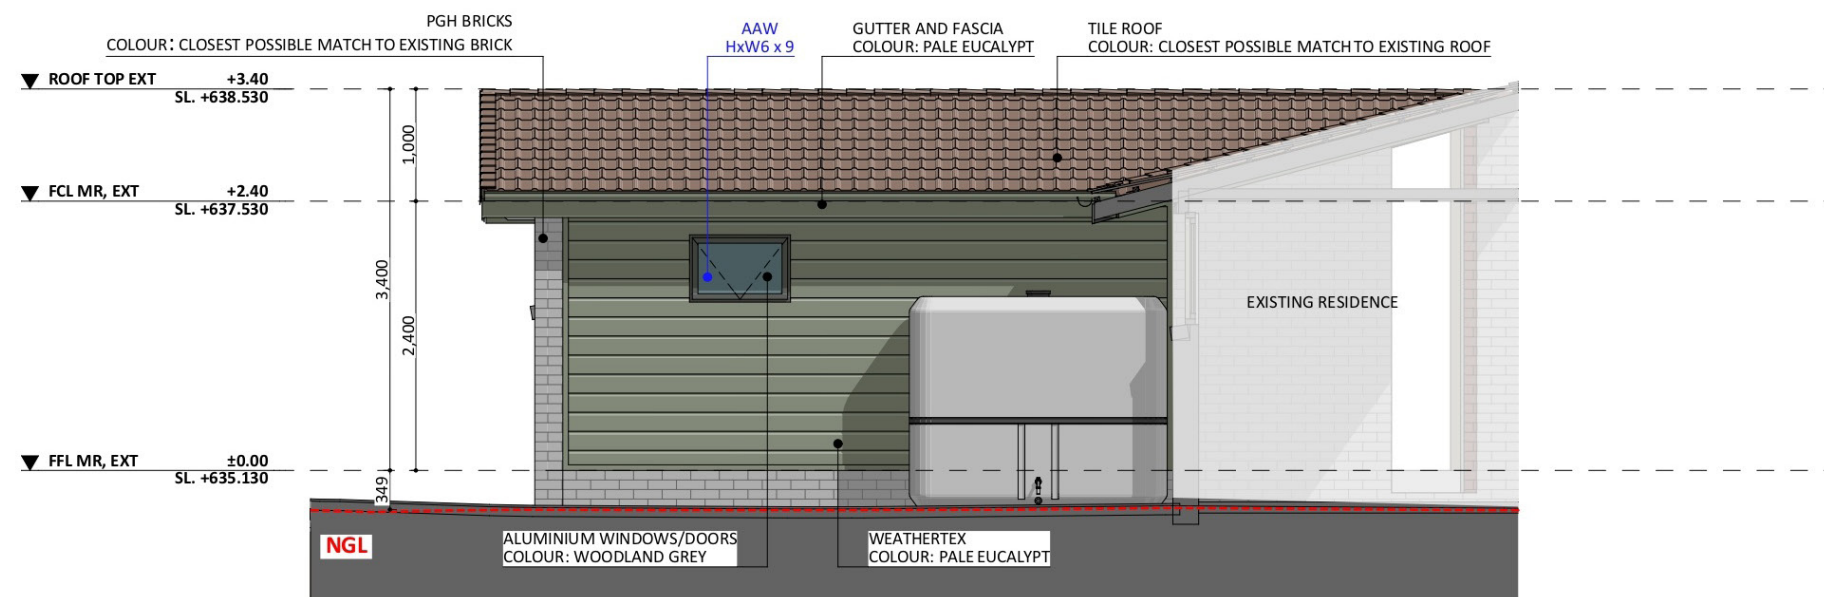 PGH BRICKS
COLOUR: CLOSEST POSSIBLE MATCH TO EXISTING BRICK
AAW
HxW6 x 9
GUTTER AND FASCIA
COLOUR: PALE EUCALYPT
TILE ROOF
COLOUR: CLOSEST POSSIBLE MATCH TO EXISTING ROOF
ROOF TOP EXT +3.40
SL. +638.530
1,000
FCL MR, EXT +2.40
SL. +637.530
3,400
2,400
EXISTING RESIDENCE
FFL MR, EXT ±0.00
SL. +635.130
349
NGL
ALUMINIUM WINDOWS/DOORS
COLOUR: WOODLAND GREY
WEATHERTEX
COLOUR: PALE EUCALYPT